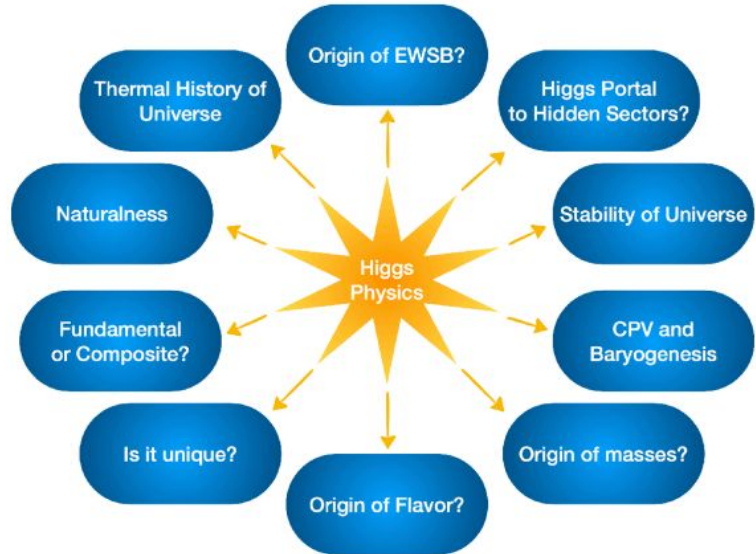 Origin of EWSB?
Thermal History of
Universe
Higgs Portal
to Hidden Sectors?
Naturalness
Stability of Universe
Higgs
Physics
Fundamental
or Composite?
CPV and
Baryogenesis
Is it unique?
Origin of masses?
Origin of Flavor?